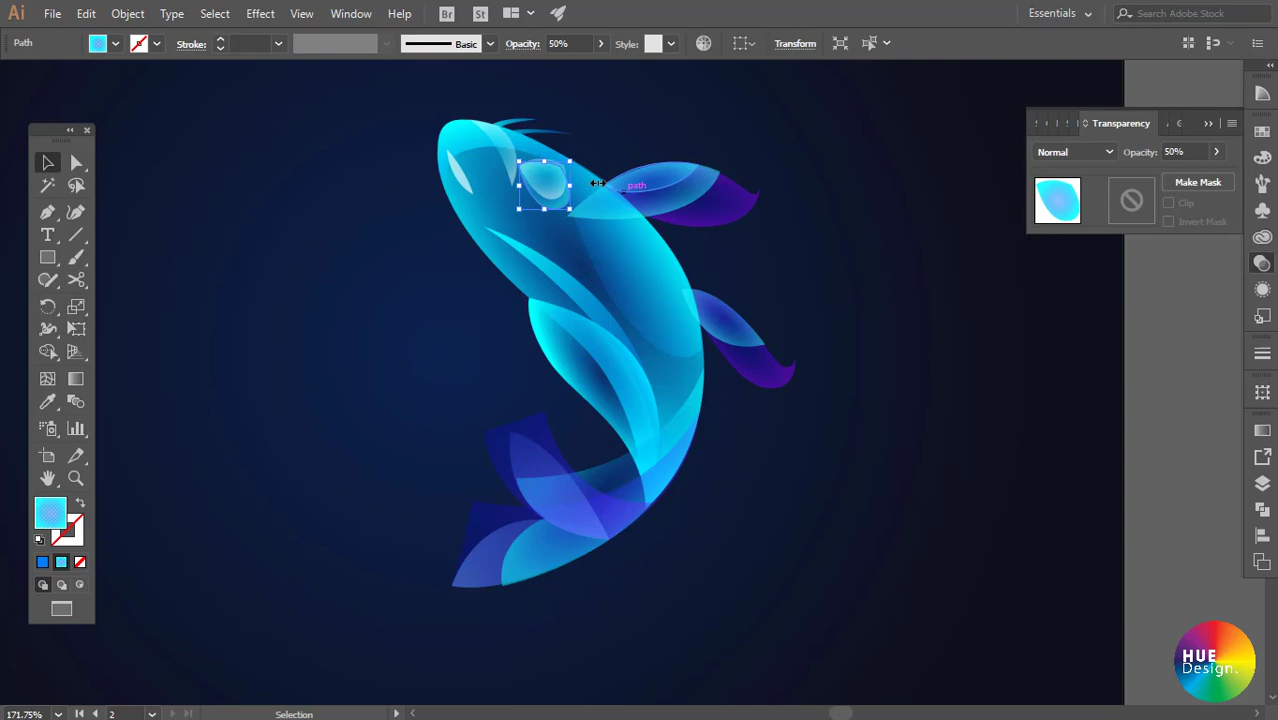 Ai File Edit Object Type Select Effect View Window Help Br St Essentials Search Adobe Stock
Path Stroke: Basic Opacity: 50% Style: Transform
Transparency
Normal Opacity: 50%
Make Mask
Clip
Invert Mask
path
HUE
Design.
171.75% 2 Selection